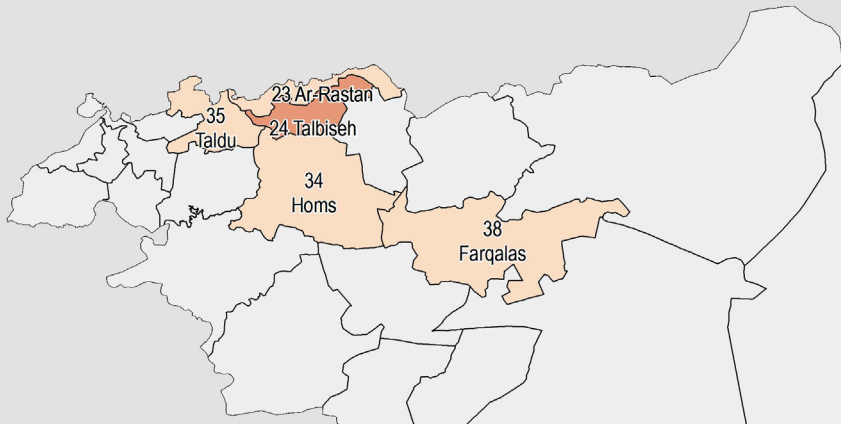 23 Ar-Rastan
35
Taldu
24 Talbiseh
34
Homs
38
Farqalas